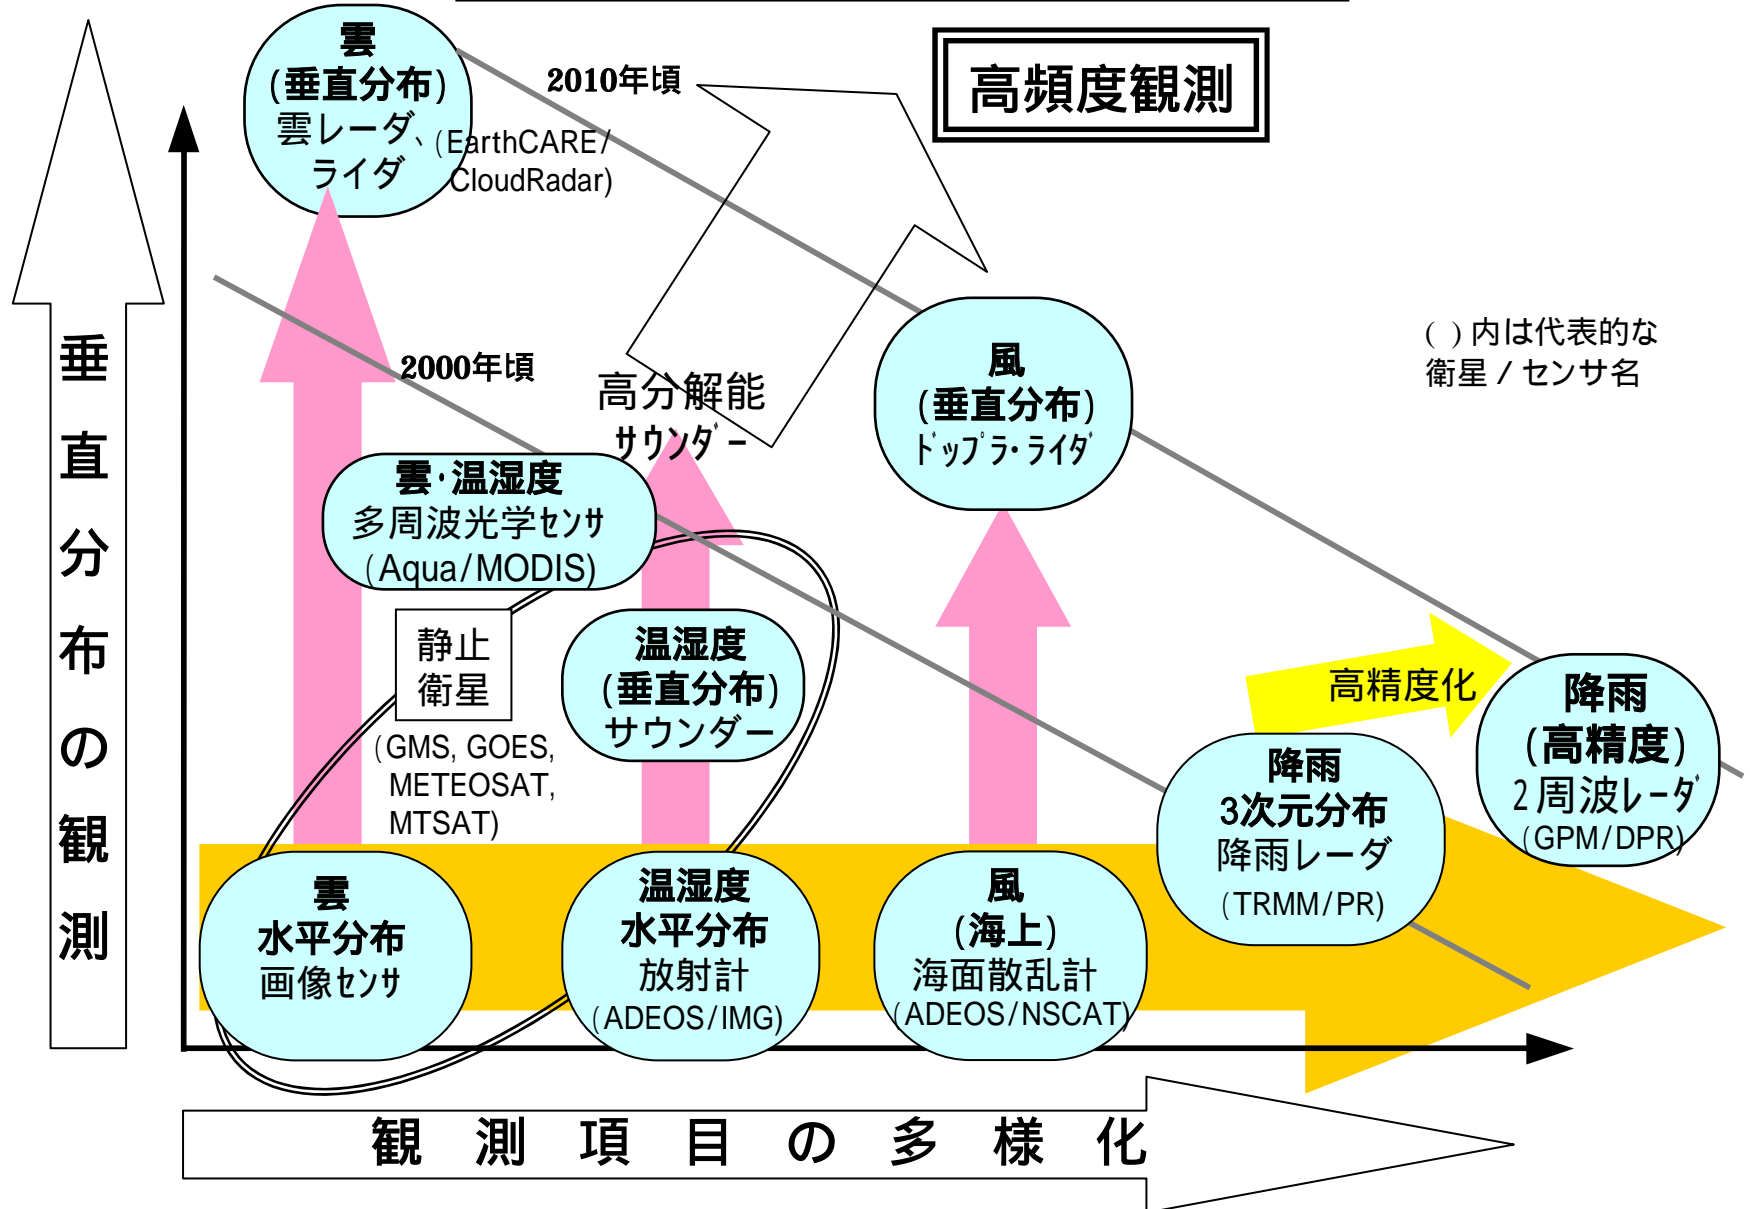 雲
(垂直分布)
雲レーダ、
ライダ
(EarthCARE/
CloudRadar)
2010年頃
高頻度観測
垂直分布の観測
2000年頃
高分解能
ｻｳﾝﾀﾞｰ
風
(垂直分布)
ﾄﾞｯﾌﾟﾗ･ﾗｲﾀﾞ
( ) 内は代表的な
衛星 / センサ名
雲･温湿度
多周波光学ｾﾝｻ
(Aqua/MODIS)
静止
衛星
(GMS, GOES,
METEOSAT,
MTSAT)
温湿度
(垂直分布)
サウンダー
高精度化
降雨
(高精度)
2周波ﾚｰﾀﾞ
(GPM/DPR)
降雨
3次元分布
降雨レーダ
(TRMM/PR)
雲
水平分布
画像ｾﾝｻ
温湿度
水平分布
放射計
(ADEOS/IMG)
風
(海上)
海面散乱計
(ADEOS/NSCAT)
観測項目の多様化